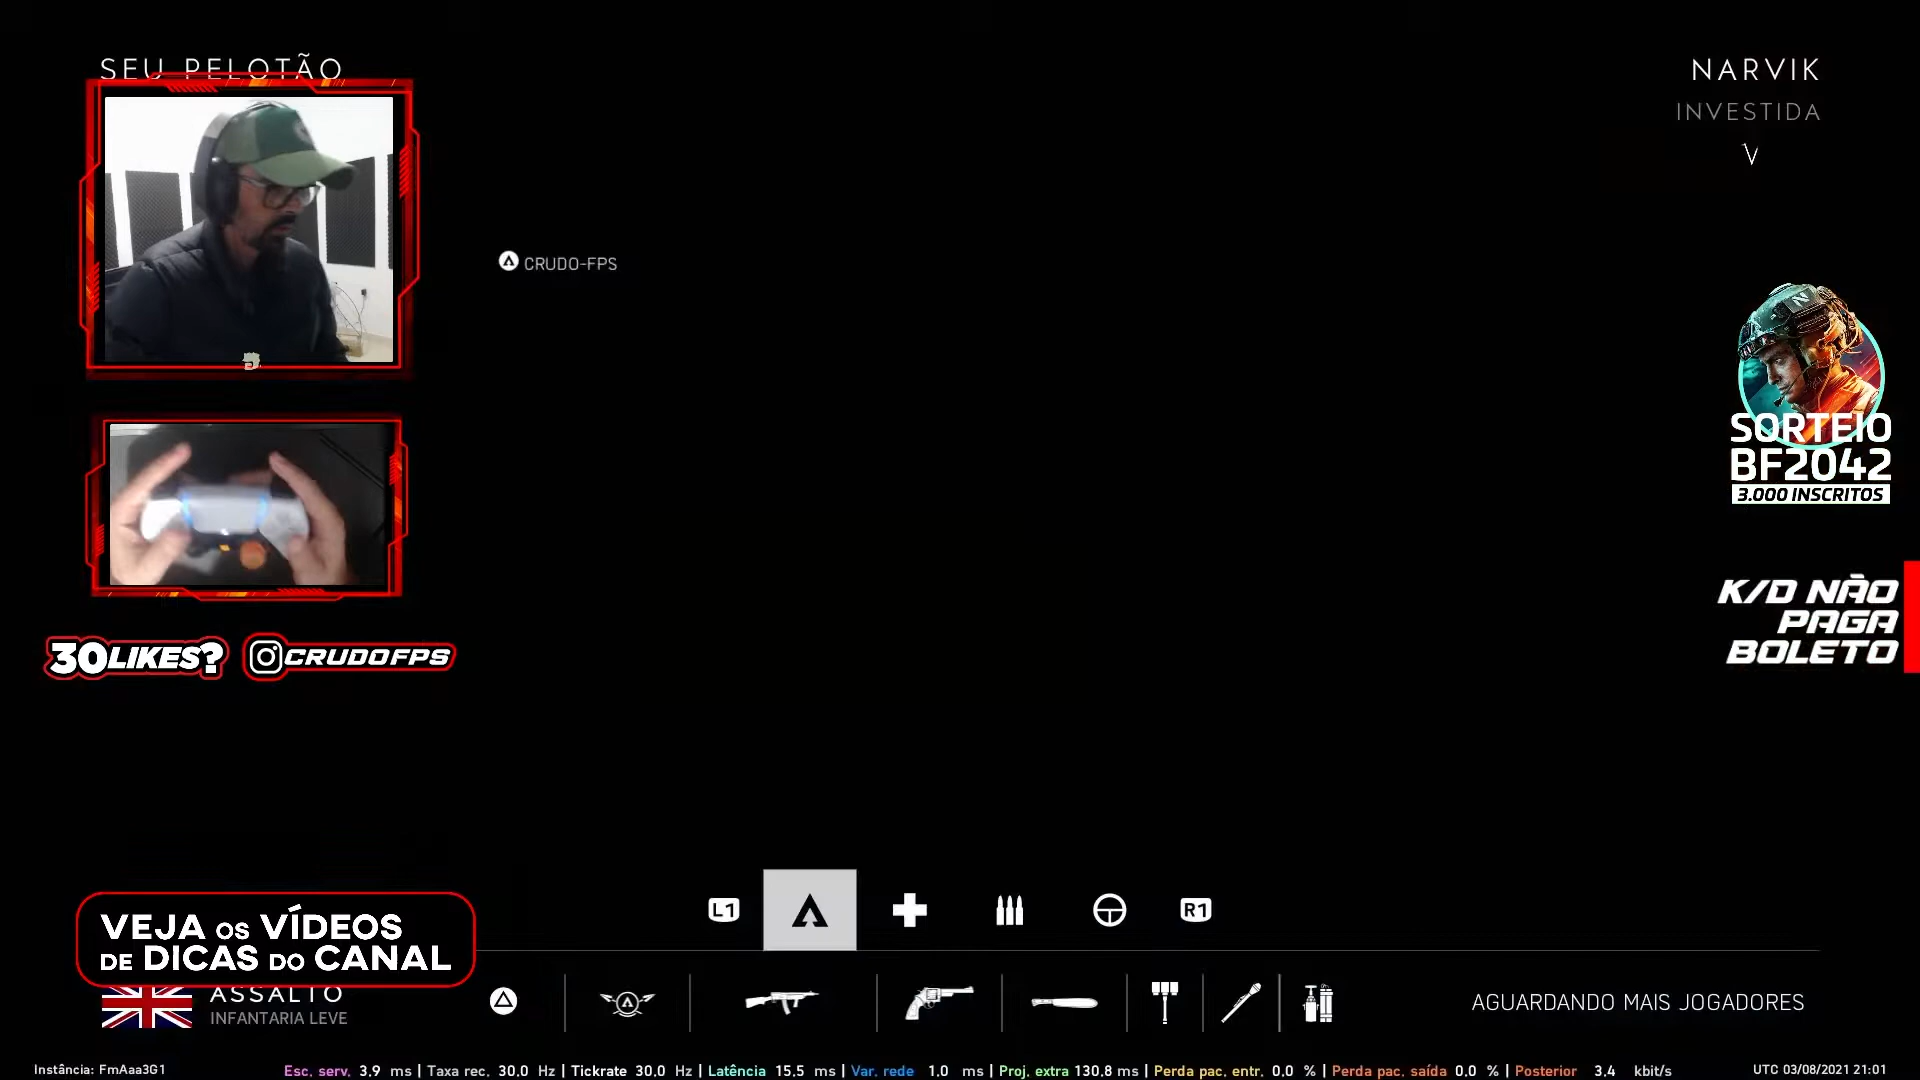 SEU PELOTÃO
NARVIK
INVESTIDA
CRUDO-FPS
SORTEIO
BF2042
3.000 INSCRITOS
K/D NÃO
PAGA
BOLETO
30LIKES?
CRUDOFPS
L1
R1
VEJA OS VÍDEOS
DE DICAS DO CANAL
ASSALTO
INFANTARIA LEVE
AGUARDANDO MAIS JOGADORES
Instância: FmAaa3G1
Esc. serv. 3,9 ms | Taxa rec. 30,0 Hz | Tickrate 30,0 Hz | Latência 15,5 ms | Var. rede 1,0 ms | Proj. extra 130,8 ms | Perda pac. entr. 0,0 % | Perda pac. saída 0,0 % | Posterior 3,4 kbit/s
UTC 03/08/2021 21:01